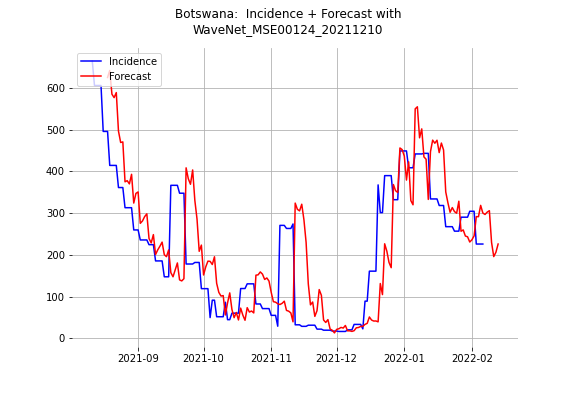 Botswana:  Incidence + Forecast with
WaveNet_MSE00124_20211210
Incidence
Forecast
600
500
400
300
200
100
0
2021-09 2021-10 2021-11 2021-12 2022-01 2022-02